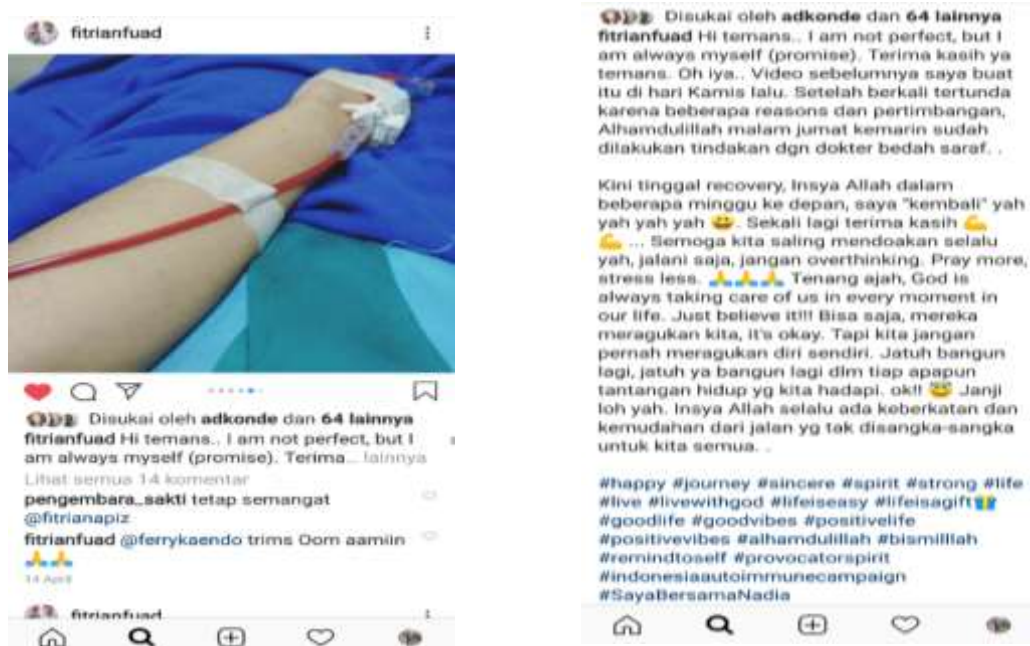 fitrianfuad
Disukai oleh adkonde dan 64 lainnya
fitrianfuad Hi temans.. I am not perfect, but I
am always myself (promise). Terima... lainnya
Lihat semua 14 komentar
pengembara_sakti tetap semangat
@fitrianapiz
fitrianfuad @ferrykaendo trims Oom aamiin
🙏🙏
14 April
fitrianfuad
Disukai oleh adkonde dan 64 lainnya
fitrianfuad Hi temans.. I am not perfect, but I
am always myself (promise). Terima kasih ya
temans. Oh iya.. Video sebelumnya saya buat
itu di hari Kamis lalu. Setelah berkali tertunda
karena beberapa reasons dan pertimbangan,
Alhamdulillah malam jumat kemarin sudah
dilakukan tindakan dgn dokter bedah saraf. .
Kini tinggal recovery, Insya Allah dalam
beberapa minggu ke depan, saya "kembali" yah
yah yah yah 😃. Sekali lagi terima kasih 💪
💪 ... Semoga kita saling mendoakan selalu
yah, jalani saja, jangan overthinking. Pray more,
stress less. 🙏🙏🙏 Tenang ajah, God is
always taking care of us in every moment in
our life. Just believe it!!! Bisa saja, mereka
meragukan kita, it's okay. Tapi kita jangan
pernah meragukan diri sendiri. Jatuh bangun
lagi, jatuh ya bangun lagi dlm tiap apapun
tantangan hidup yg kita hadapi. ok!! 😇 Janji
loh yah. Insya Allah selalu ada keberkatan dan
kemudahan dari jalan yg tak disangka-sangka
untuk kita semua. .
#happy #journey #sincere #spirit #strong #life
#live #livewithgod #lifeiseasy #lifeisagift🎁
#goodlife #goodvibes #positivelife
#positivevibes #alhamdulillah #bismilllah
#remindtoself #provocatorspirit
#indonesiaautoimmunecampaign
#SayaBersamaNadia